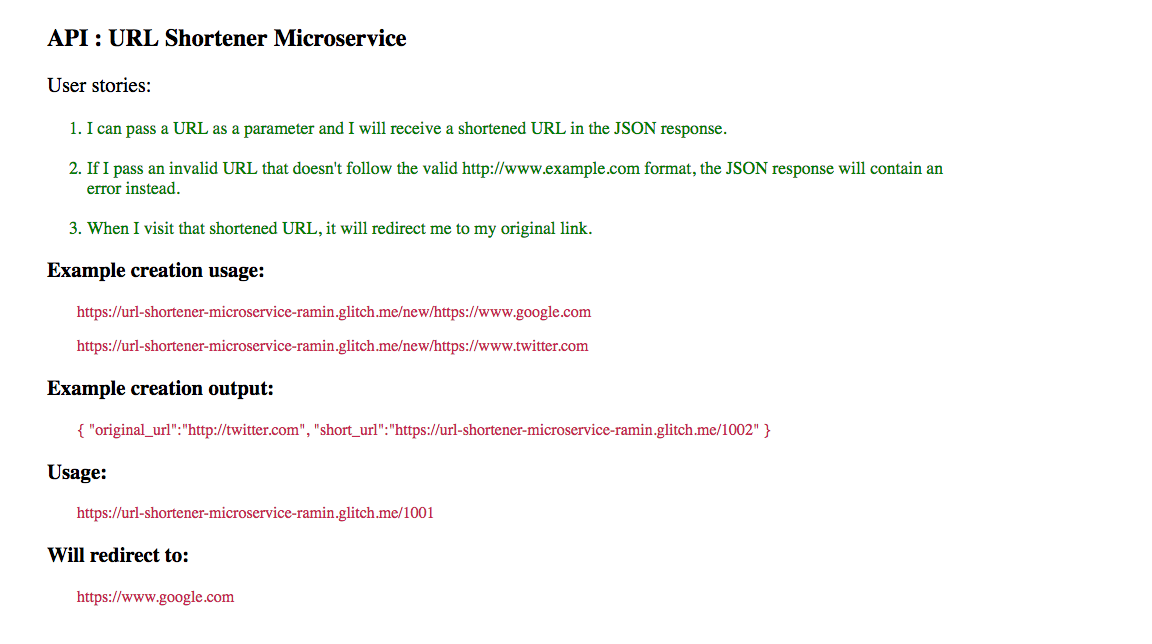 API : URL Shortener Microservice
User stories:
1. I can pass a URL as a parameter and I will receive a shortened URL in the JSON response.
2. If I pass an invalid URL that doesn't follow the valid http://www.example.com format, the JSON response will contain an
error instead.
3. When I visit that shortened URL, it will redirect me to my original link.
Example creation usage:
https://url-shortener-microservice-ramin.glitch.me/new/https://www.google.com
https://url-shortener-microservice-ramin.glitch.me/new/https://www.twitter.com
Example creation output:
{ "original_url":"http://twitter.com", "short_url":"https://url-shortener-microservice-ramin.glitch.me/1002" }
Usage:
https://url-shortener-microservice-ramin.glitch.me/1001
Will redirect to:
https://www.google.com